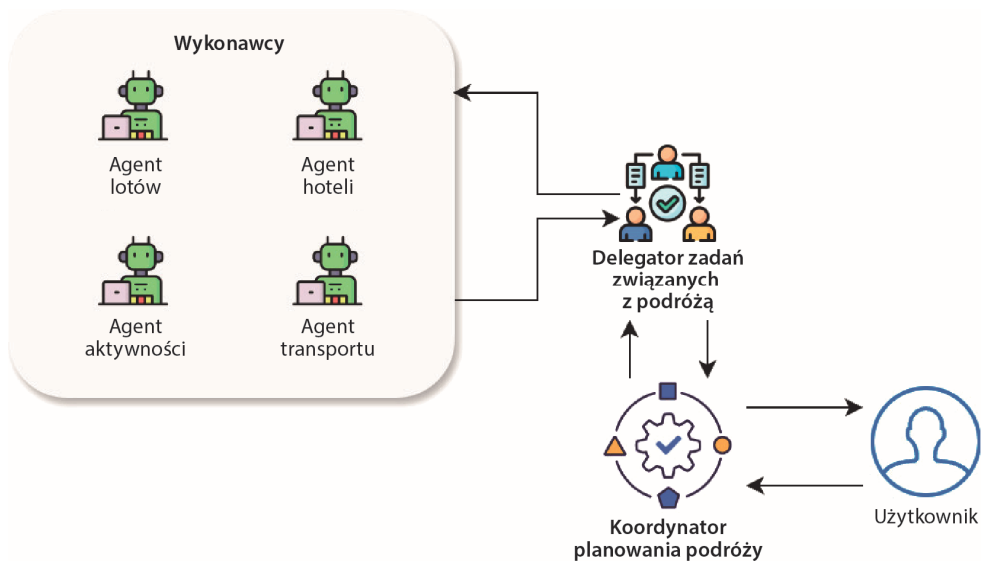 Wykonawcy
Agent
lotów
Agent
hoteli
Agent
aktywności
Agent
transportu
Delegator zadań
związanych
z podróżą
Koordynator
planowania podróży
Użytkownik